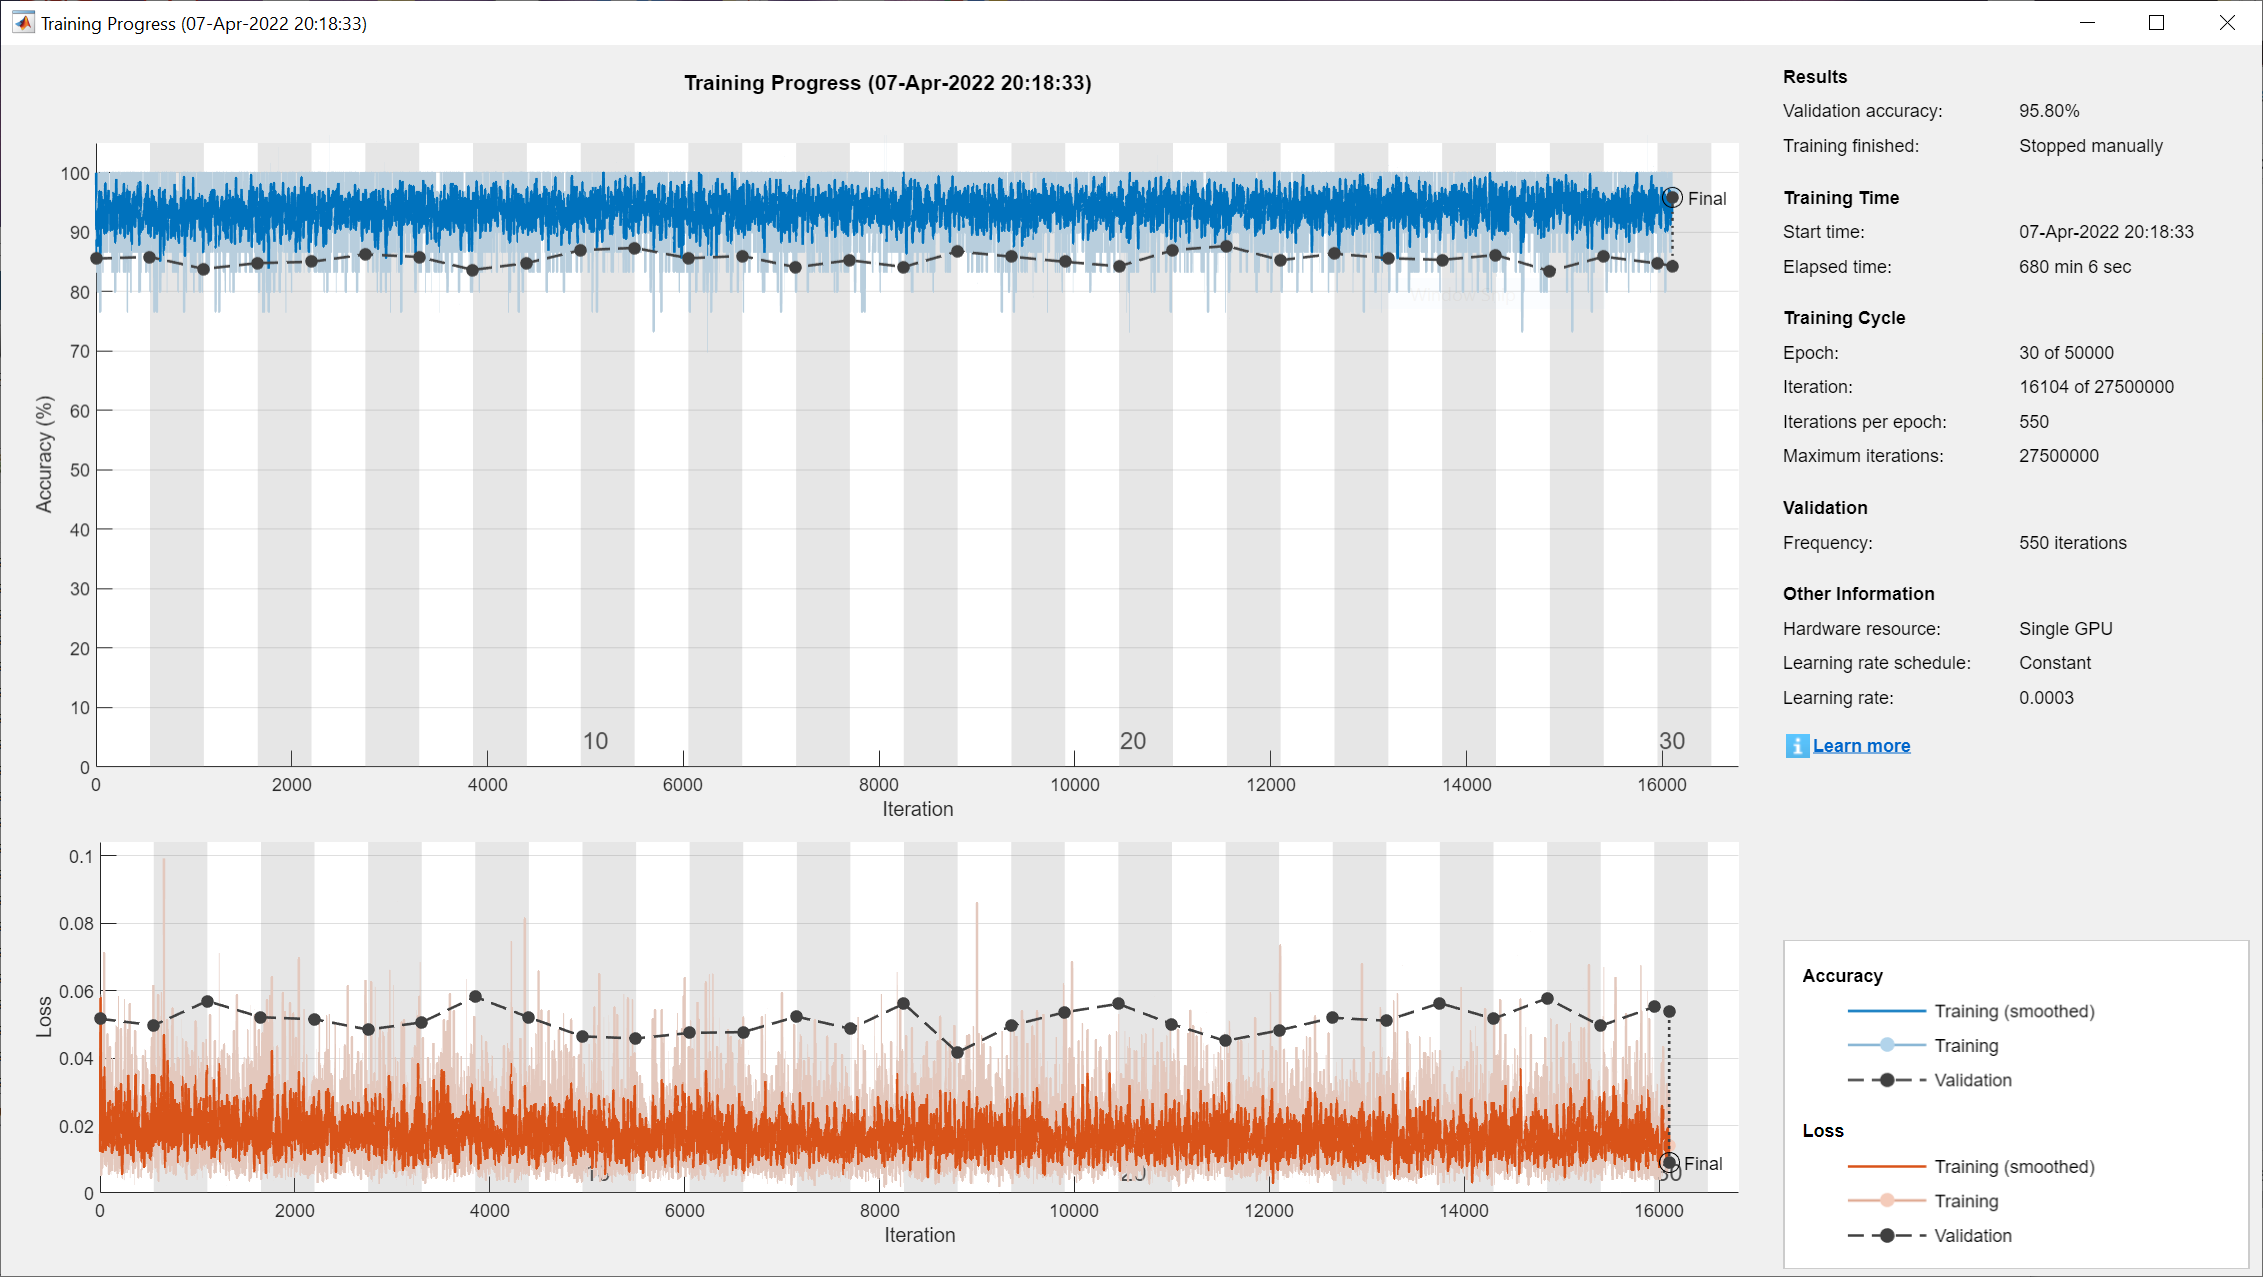 Training Progress (07-Apr-2022 20:18:33)
Training Progress (07-Apr-2022 20:18:33)
100
90
80
70
60
50
40
30
20
10
0
Accuracy (%)
Final
Window Snip
10
20
30
0
2000
4000
6000
8000
10000
12000
14000
16000
Iteration
0.1
0.08
0.06
0.04
0.02
0
Loss
Final
20
30
0
2000
4000
6000
8000
10000
12000
14000
16000
Iteration
Results
Validation accuracy: 95.80%
Training finished: Stopped manually
Training Time
Start time: 07-Apr-2022 20:18:33
Elapsed time: 680 min 6 sec
Training Cycle
Epoch: 30 of 50000
Iteration: 16104 of 27500000
Iterations per epoch: 550
Maximum iterations: 27500000
Validation
Frequency: 550 iterations
Other Information
Hardware resource: Single GPU
Learning rate schedule: Constant
Learning rate: 0.0003
i Learn more
Accuracy
Training (smoothed)
Training
Validation
Loss
Training (smoothed)
Training
Validation